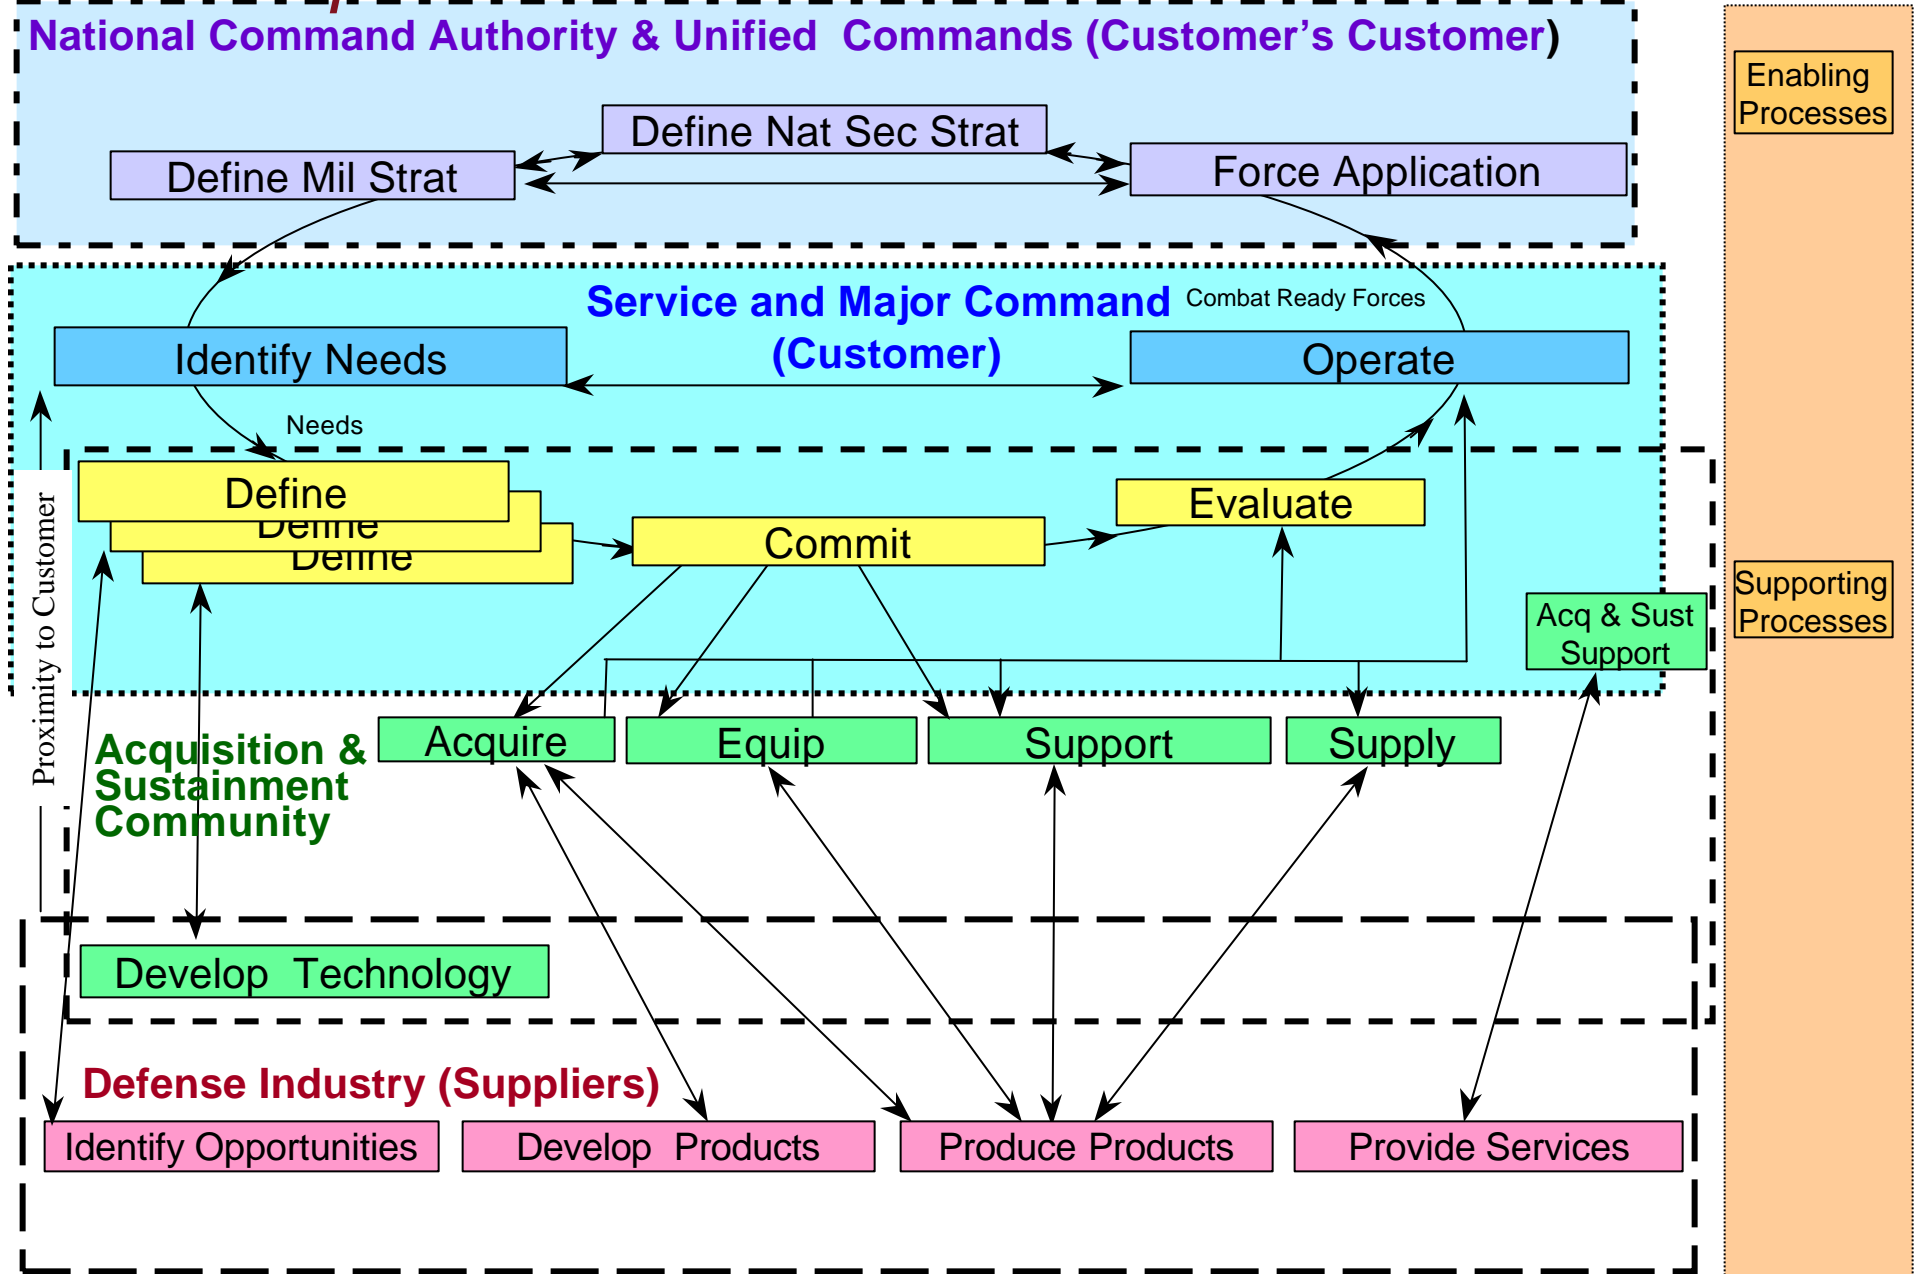 National Command Authority & Unified Commands (Customer’s Customer)
Enabling
Processes
Define Nat Sec Strat
Define Mil Strat
Force Application
Service and Major Command
(Customer)
Combat Ready Forces
Identify Needs
Operate
Needs
Define
Define
Define
Commit
Evaluate
Supporting
Processes
Acq & Sust
Support
Proximity to Customer
Acquire
Equip
Support
Supply
Acquisition &
Sustainment
Community
Develop Technology
Defense Industry (Suppliers)
Identify Opportunities
Develop Products
Produce Products
Provide Services